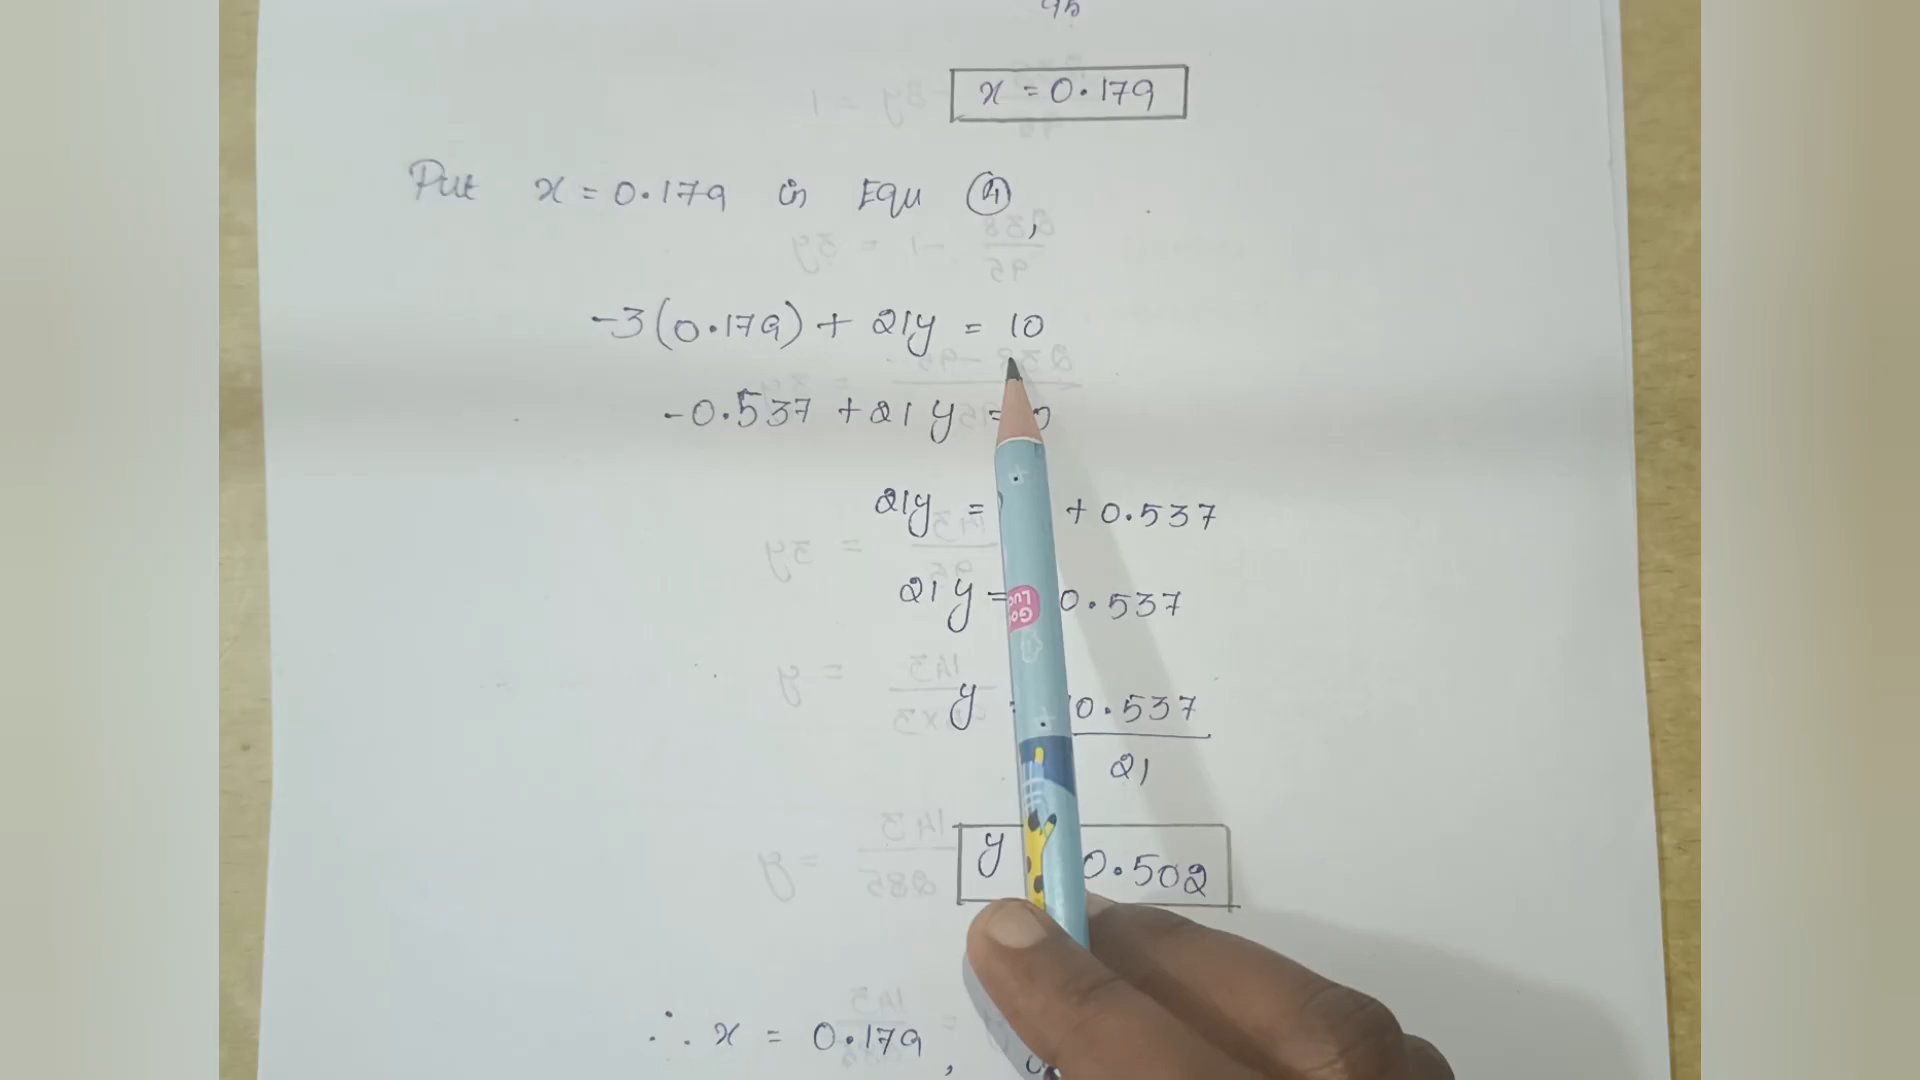 x = 0.179
Put x = 0.179 in Equ ④,
-3(0.179) + 21y = 10
-0.537 + 21y =
21y = + 0.537
21y = 0.537
y 0.537
21
y 0.502
∴ x = 0.179,